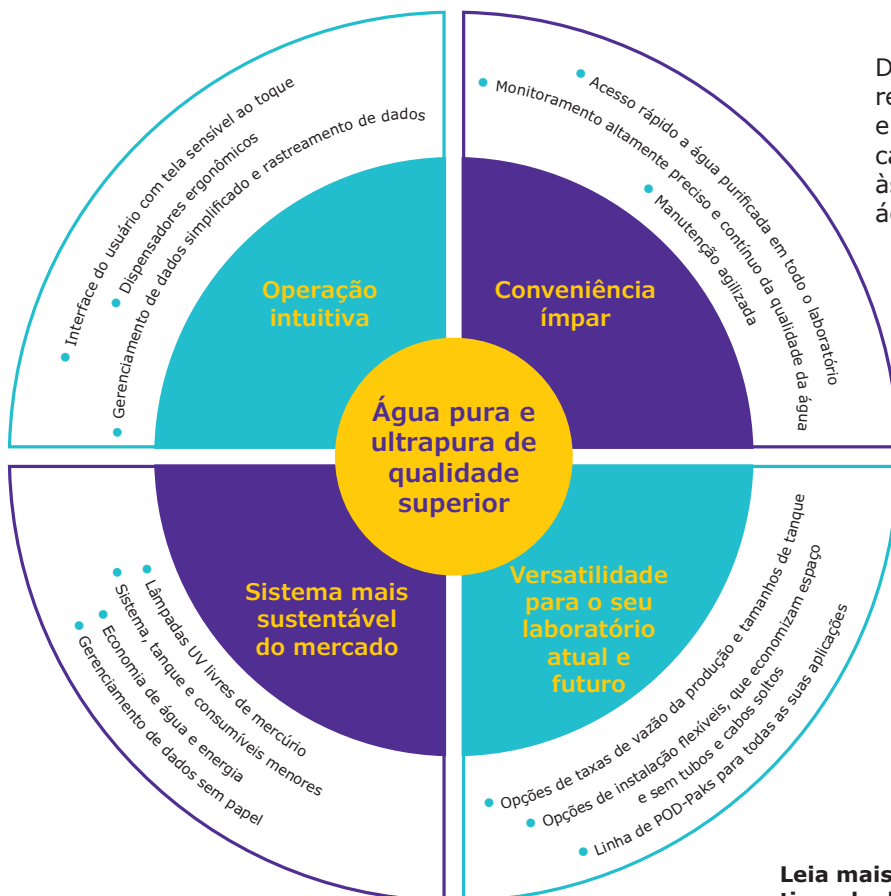 Interface do usuário com tela sensível ao toque
Dispensadores ergonômicos
Gerenciamento de dados simplificado e rastreamento de dados
Operação
intuitiva
Acesso rápido a água purificada em todo o laboratório
Monitoramento altamente preciso e contínuo da qualidade da água
Manutenção agilizada
Conveniência
ímpar
Água pura e
ultrapura de
qualidade
superior
Sistema mais
sustentável
do mercado
Lâmpadas UV livres de mercúrio
Sistema, tanque e consumíveis menores
Economia de água e energia
Gerenciamento de dados sem papel
Versatilidade
para o seu
laboratório
atual e
futuro
Opções de taxas de vazão da produção e tamanhos de tanque
Opções de instalação flexíveis, que economizam espaço
e sem tubos e cabos soltos
Linha de POD-Paks para todas as suas aplicações
Leia mais